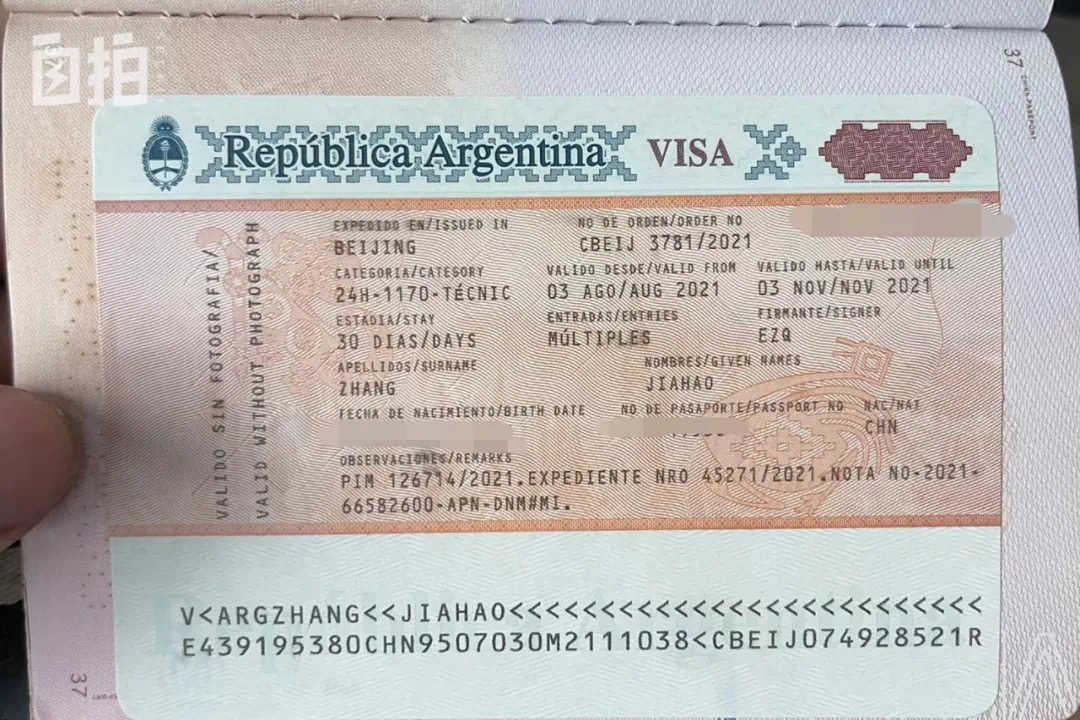 自拍
37
CHINA PASSPORT
República Argentina VISA
VALIDO SIN FOTOGRAFIA/
VALID WITHOUT PHOTOGRAPH
EXPEDIDO EN/ISSUED IN NO DE ORDEN/ORDER NO
BEIJING CBEIJ 3781/2021
CATEGORIA/CATEGORY VALIDO DESDE/VALID FROM VALIDO HASTA/VALID UNTIL
24H-1170-TÉCNIC 03 AGO/AUG 2021 03 NOV/NOV 2021
ESTADIA/STAY ENTRADAS/ENTRIES FIRMANTE/SIGNER
30 DIAS/DAYS MÚLTIPLES EZQ
APELLIDOS/SURNAME NOMBRES/GIVEN NAMES
ZHANG JIAHAO
FECHA DE NACIMIENTO/BIRTH DATE NO DE PASAPORTE/PASSPORT NO NAC/NAT
CHN
OBSERVACIONES/REMARKS
PIM 126714/2021.EXPEDIENTE NRO 45271/2021.NOTA NO-2021-
66582600-APN-DNM#MI.
V<ARGZHANG<<JIAHAO<<<<<<<<<<<<<<<<<<<<<<<<<<
E439195380CHN9507030M2111038<CBEIJ074928521R
37